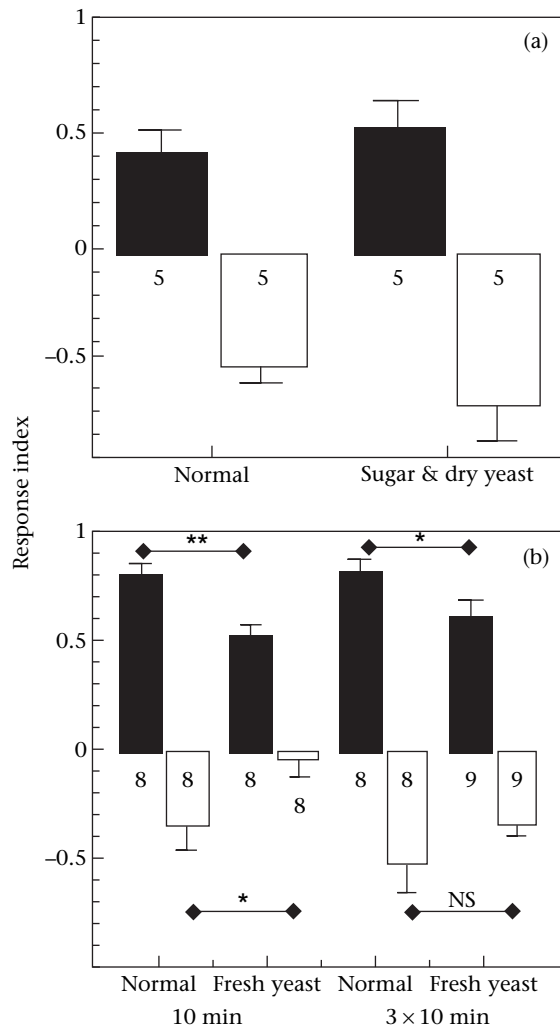 1
(a)
0.5
0
5 5 5 5
–0.5
Normal Sugar & dry yeast
Response index
1
** *
(b)
0.5
0
8 8 8 8 8 8 9 9
–0.5
* NS
Normal Fresh yeast Normal Fresh yeast
10 min 3 × 10 min